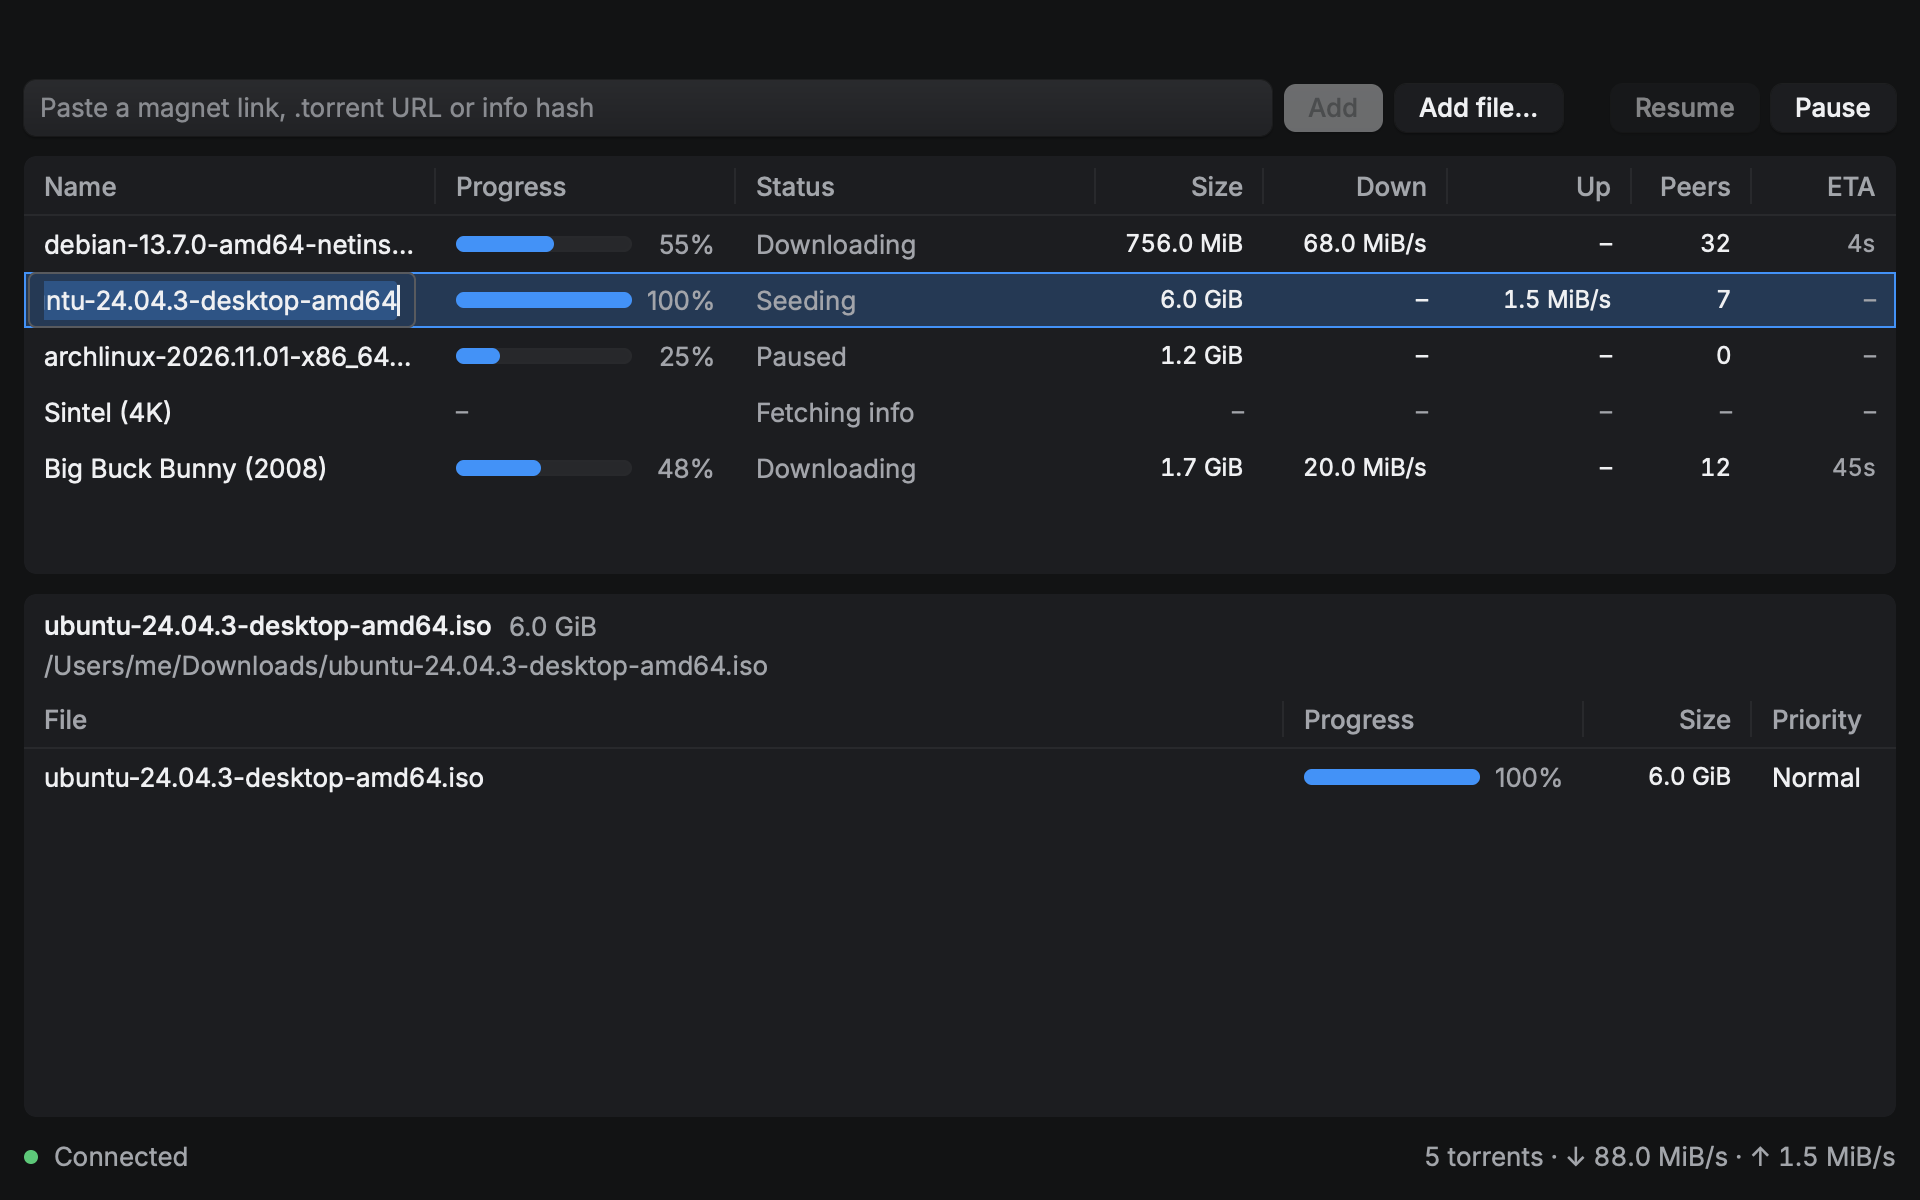 Paste a magnet link, .torrent URL or info hash Add Add file... Resume Pause
Name Progress Status Size Down Up Peers ETA
debian-13.7.0-amd64-netins... 55% Downloading 756.0 MiB 68.0 MiB/s – 32 4s
ntu-24.04.3-desktop-amd64 100% Seeding 6.0 GiB – 1.5 MiB/s 7 –
archlinux-2026.11.01-x86_64... 25% Paused 1.2 GiB – – 0 –
Sintel (4K) – Fetching info – – – – –
Big Buck Bunny (2008) 48% Downloading 1.7 GiB 20.0 MiB/s – 12 45s
ubuntu-24.04.3-desktop-amd64.iso 6.0 GiB
/Users/me/Downloads/ubuntu-24.04.3-desktop-amd64.iso
File Progress Size Priority
ubuntu-24.04.3-desktop-amd64.iso 100% 6.0 GiB Normal
Connected 5 torrents · ↓ 88.0 MiB/s · ↑ 1.5 MiB/s